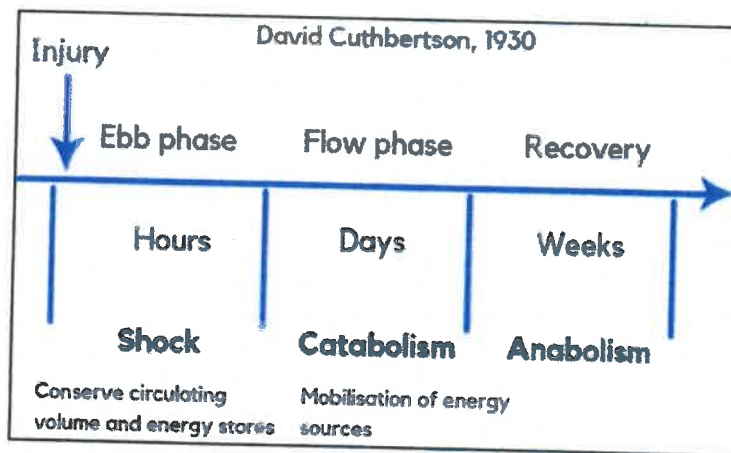 David Cuthbertson, 1930
Injury
Ebb phase
Flow phase
Recovery
Hours
Days
Weeks
Shock
Catabolism
Anabolism
Conserve circulating
volume and energy stores
Mobilisation of energy
sources